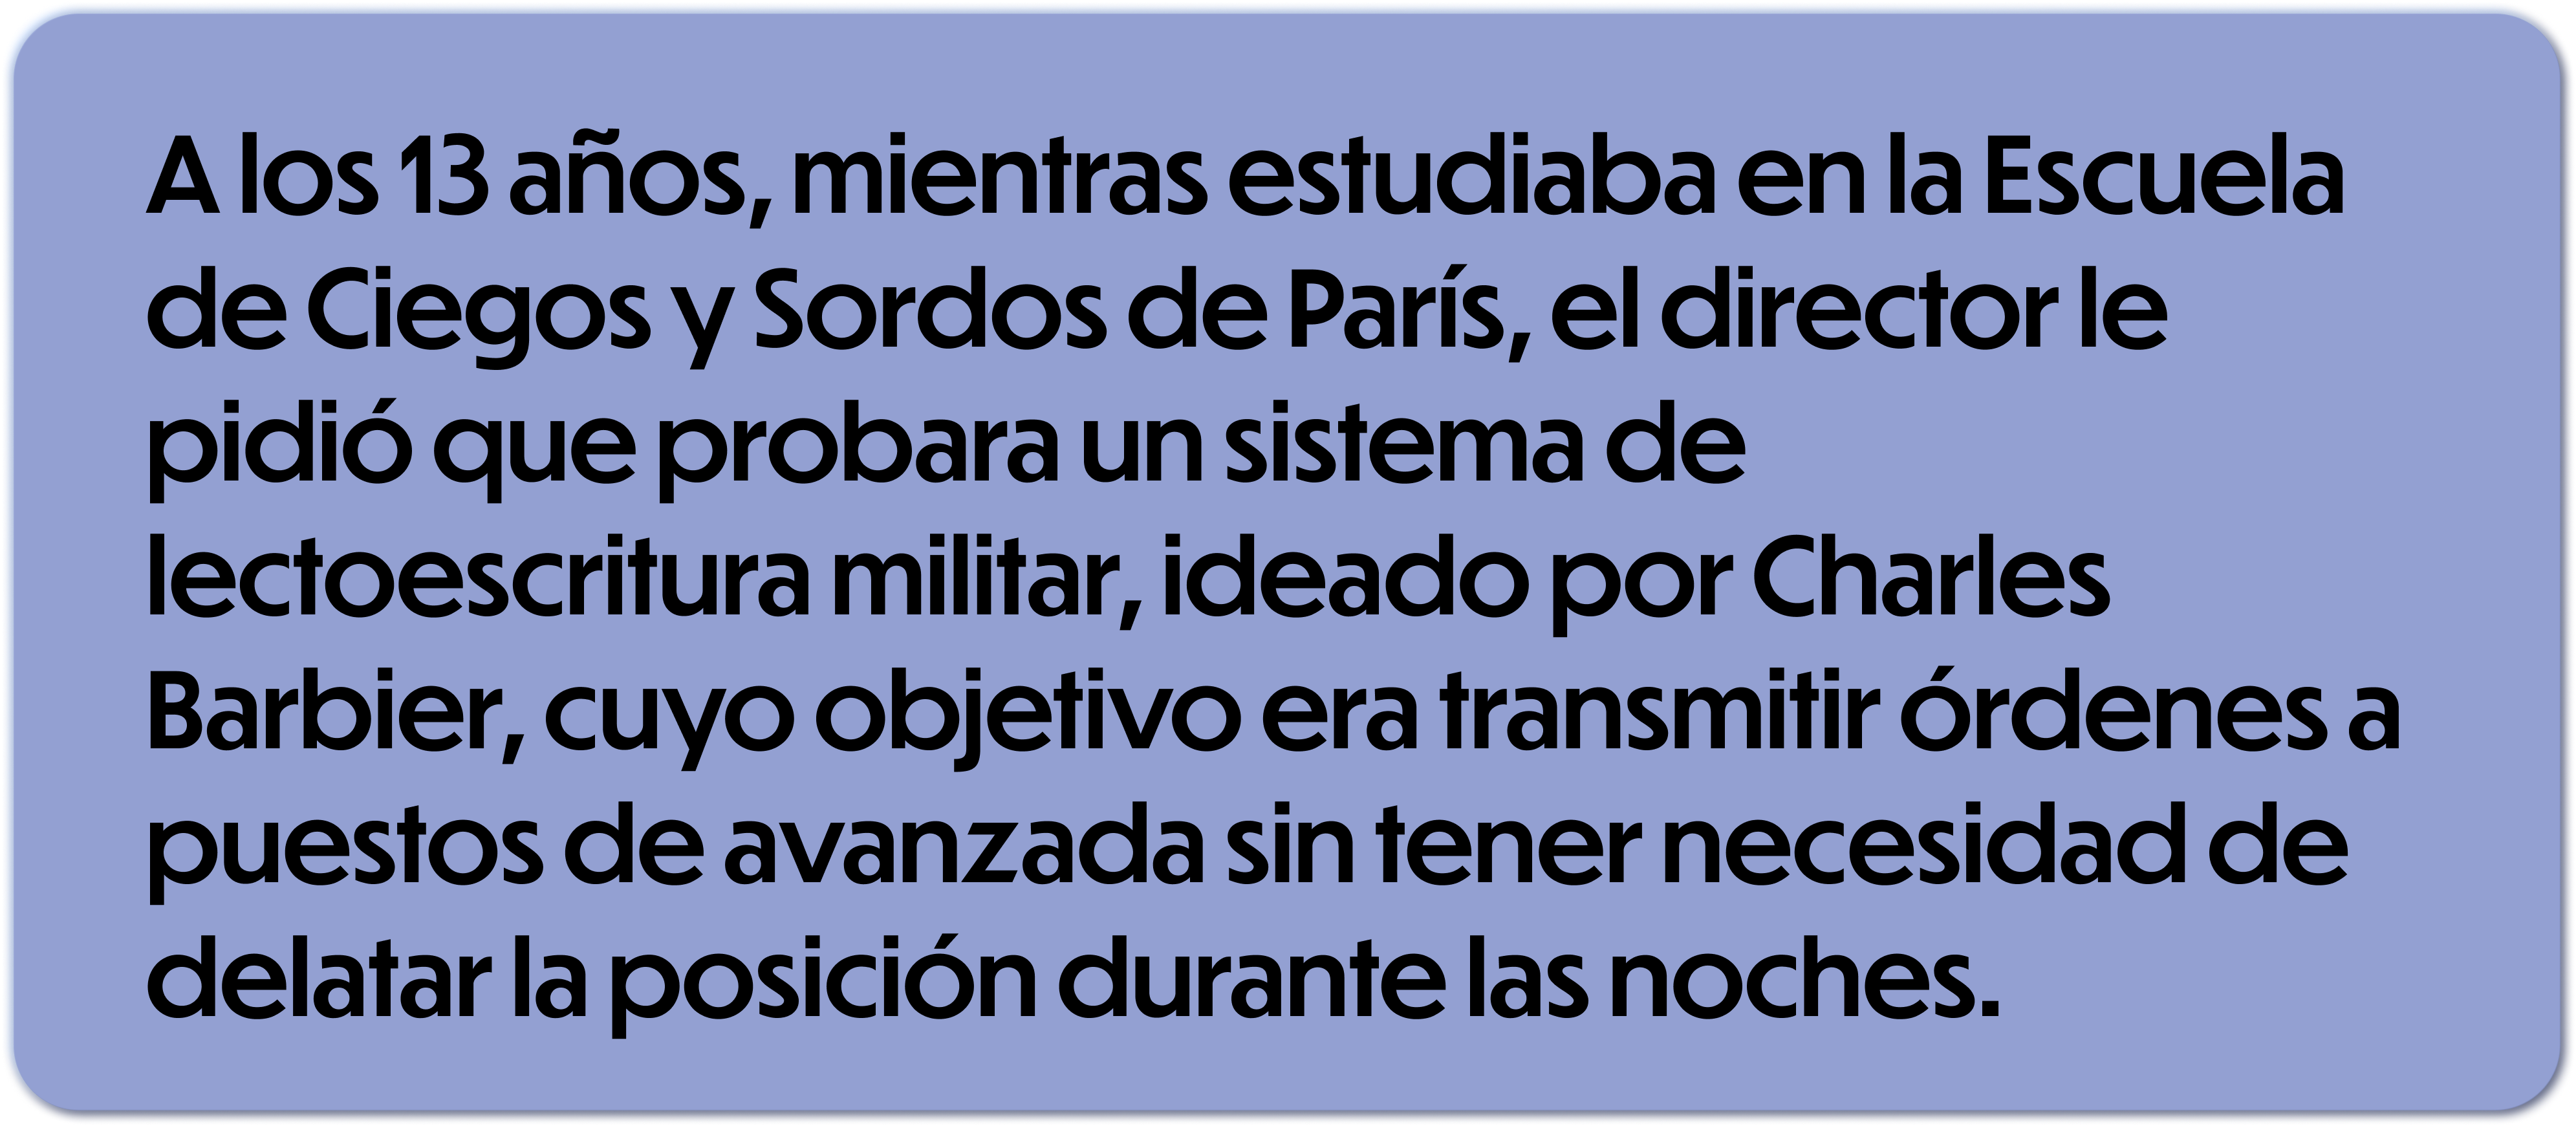 A los 13 años, mientras estudiaba en la Escuela
de Ciegos y Sordos de París, el director le
pidió que probara un sistema de
lectoescritura militar, ideado por Charles
Barbier, cuyo objetivo era transmitir órdenes a
puestos de avanzada sin tener necesidad de
delatar la posición durante las noches.